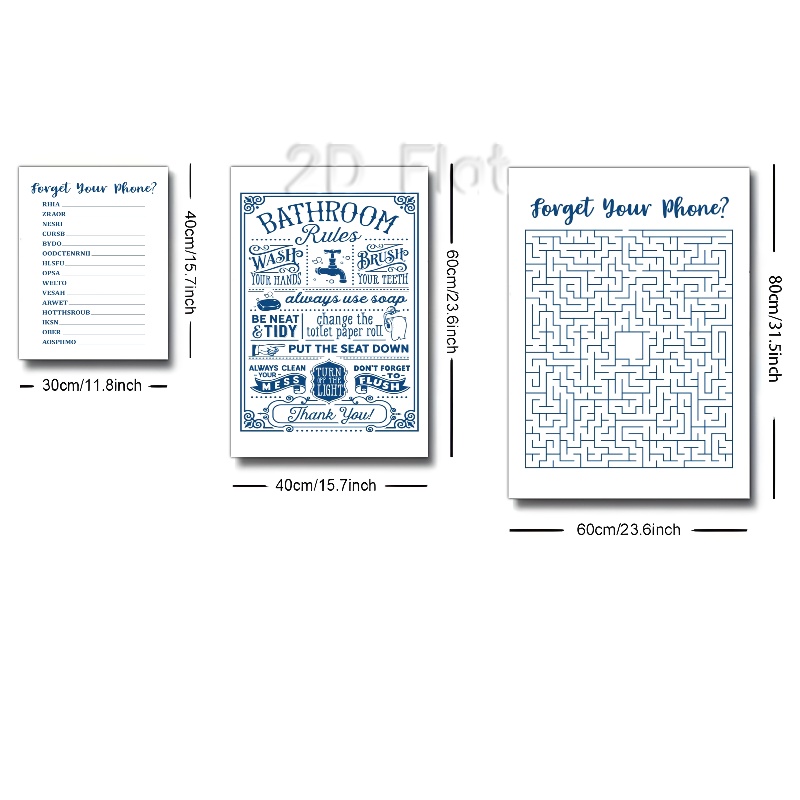 2D Flat
Forget Your Phone?
RIHA
ZRAOR
NESKI
CURSB
BYDO
OODCTENRNII
HLSFU
OPSA
WELTO
VESAH
ARWET
HOTTHSROUB
IKSN
OBER
AOSPHMO
40cm/15.7inch
30cm/11.8inch
BATHROOM
Rules
WASH
YOUR HANDS
BRUSH
YOUR TEETH
always use soap
BE NEAT
& TIDY
change the
toilet paper roll
PUT THE SEAT DOWN
ALWAYS CLEAN
YOUR
MESS
TURN
OFF THE
LIGHT
DON'T FORGET
TO
FLUSH
Thank You!
60cm/23.6inch
40cm/15.7inch
Forget Your Phone?
80cm/31.5inch
60cm/23.6inch